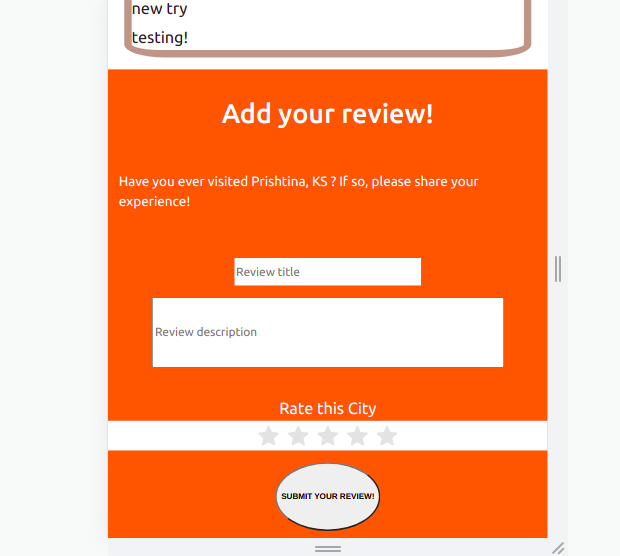 new try
testing!
Add your review!
Have you ever visited Prishtina, KS ? If so, please share your
experience!
Review title
Review description
Rate this City
SUBMIT YOUR REVIEW!